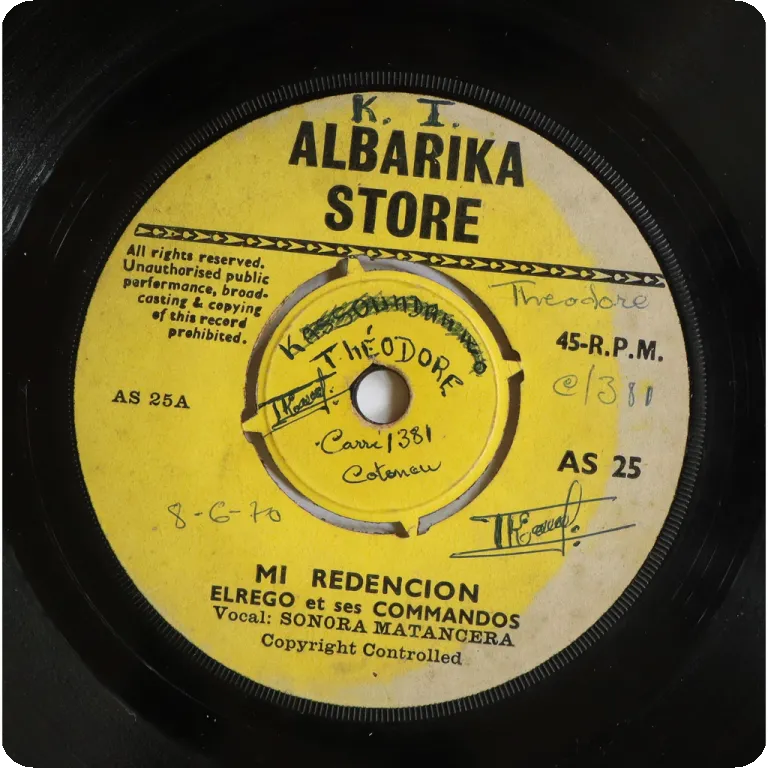 K. T.
ALBARIKA
STORE
All rights reserved.
Unauthorised public
performance, broad-
casting & copying
of this record
prohibited.
Theodore
45-R.P.M.
C/381
THÉODORE
AS 25A
Carré 1381
Cotonou
AS 25
8-6-70
MI REDENCION
ELREGO et ses COMMANDOS
Vocal: SONORA MATANCERA
Copyright Controlled